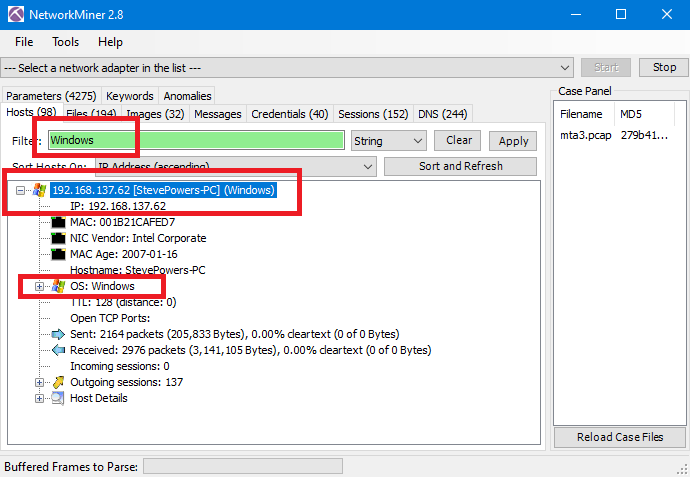 NetworkMiner 2.8
File Tools Help
--- Select a network adapter in the list ---
Start Stop
Parameters (4275) Keywords Anomalies
Hosts (98) Files (194) Images (32) Messages Credentials (40) Sessions (152) DNS (244)
Filter: Windows String Clear Apply
Sort Hosts On: IP Address (ascending) Sort and Refresh
192.168.137.62 [StevePowers-PC] (Windows)
IP: 192.168.137.62
MAC: 001B21CAFED7
NIC Vendor: Intel Corporate
MAC Age: 2007-01-16
Hostname: StevePowers-PC
OS: Windows
TTL: 128 (distance: 0)
Open TCP Ports:
Sent: 2164 packets (205,833 Bytes), 0.00% cleartext (0 of 0 Bytes)
Received: 2976 packets (3,141,105 Bytes), 0.00% cleartext (0 of 0 Bytes)
Incoming sessions: 0
Outgoing sessions: 137
Host Details
Case Panel
Filename MD5
mta3.pcap 279b41...
Reload Case Files
Buffered Frames to Parse: